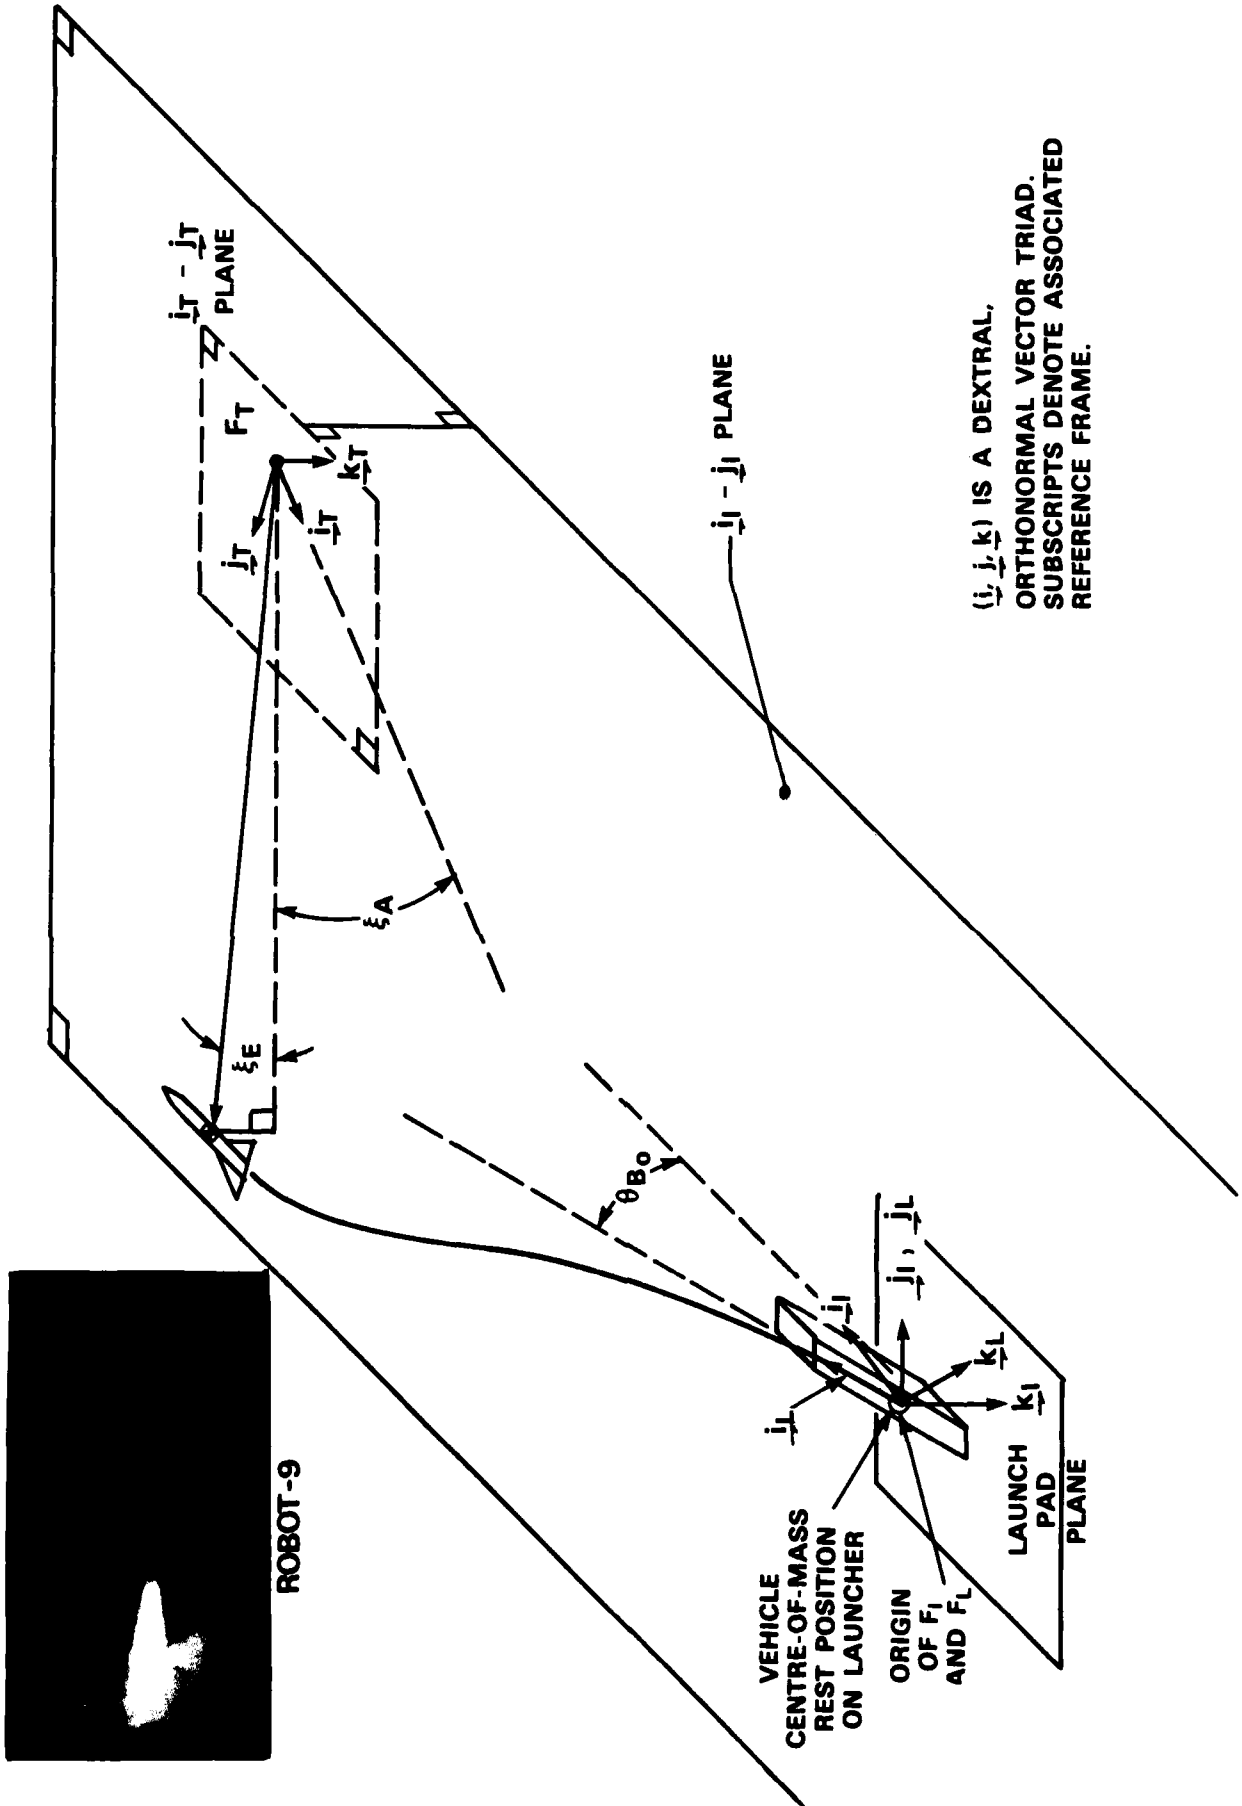 ROBOT-9
i_T - j_T
PLANE
F_T
j_T
i_T
k_T
ξ_E
ξ_A
θ_Bo
i_I - j_I PLANE
i_L
i_I
j_I, j_L
k_L
k_I
VEHICLE
CENTRE-OF-MASS
REST POSITION
ON LAUNCHER
ORIGIN
OF F_I
AND F_L
LAUNCH
PAD
PLANE
(i, j, k) IS A DEXTRAL,
ORTHONORMAL VECTOR TRIAD.
SUBSCRIPTS DENOTE ASSOCIATED
REFERENCE FRAME.